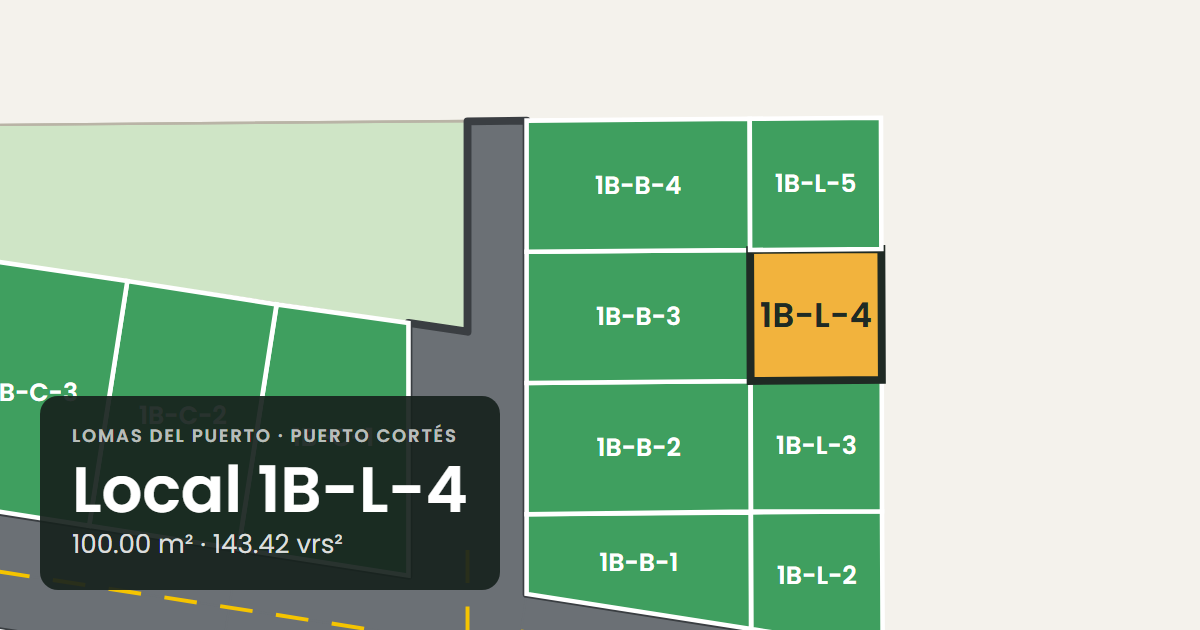 1B-B-4
1B-L-5
1B-B-3
1B-L-4
B-C-3
1B-C-2
1B-B-2
1B-L-3
LOMAS DEL PUERTO · PUERTO CORTÉS
Local 1B-L-4
100.00 m² · 143.42 vrs²
1B-B-1
1B-L-2